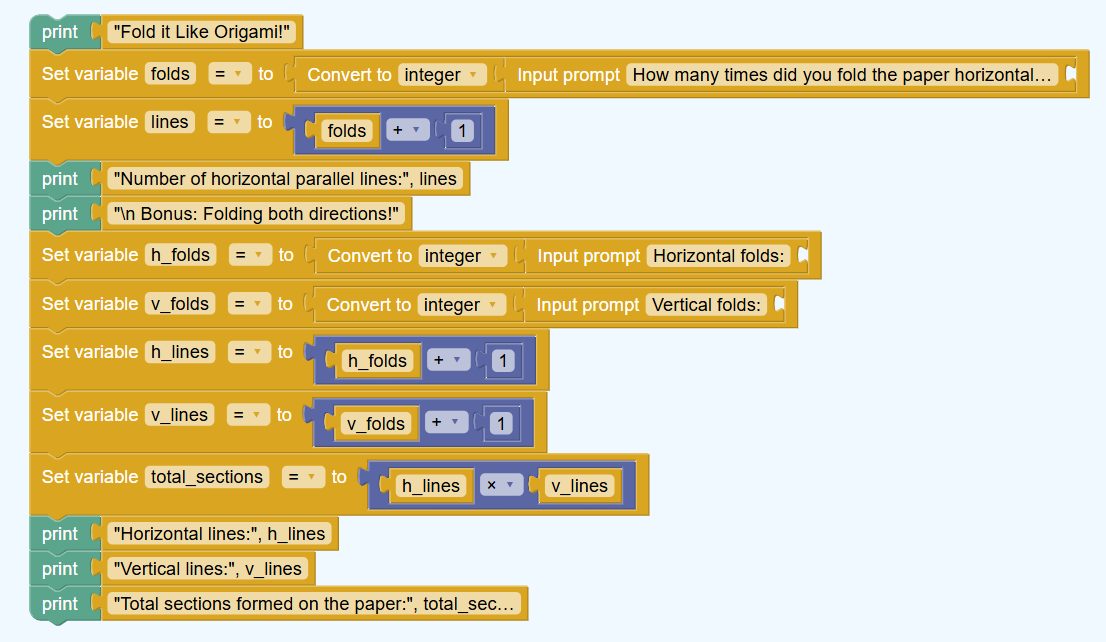 print "Fold it Like Origami!"
Set variable folds = to Convert to integer Input prompt How many times did you fold the paper horizontal...
Set variable lines = to folds + 1
print "Number of horizontal parallel lines:", lines
print "\n Bonus: Folding both directions!"
Set variable h_folds = to Convert to integer Input prompt Horizontal folds:
Set variable v_folds = to Convert to integer Input prompt Vertical folds:
Set variable h_lines = to h_folds + 1
Set variable v_lines = to v_folds + 1
Set variable total_sections = to h_lines × v_lines
print "Horizontal lines:", h_lines
print "Vertical lines:", v_lines
print "Total sections formed on the paper:", total_sec...